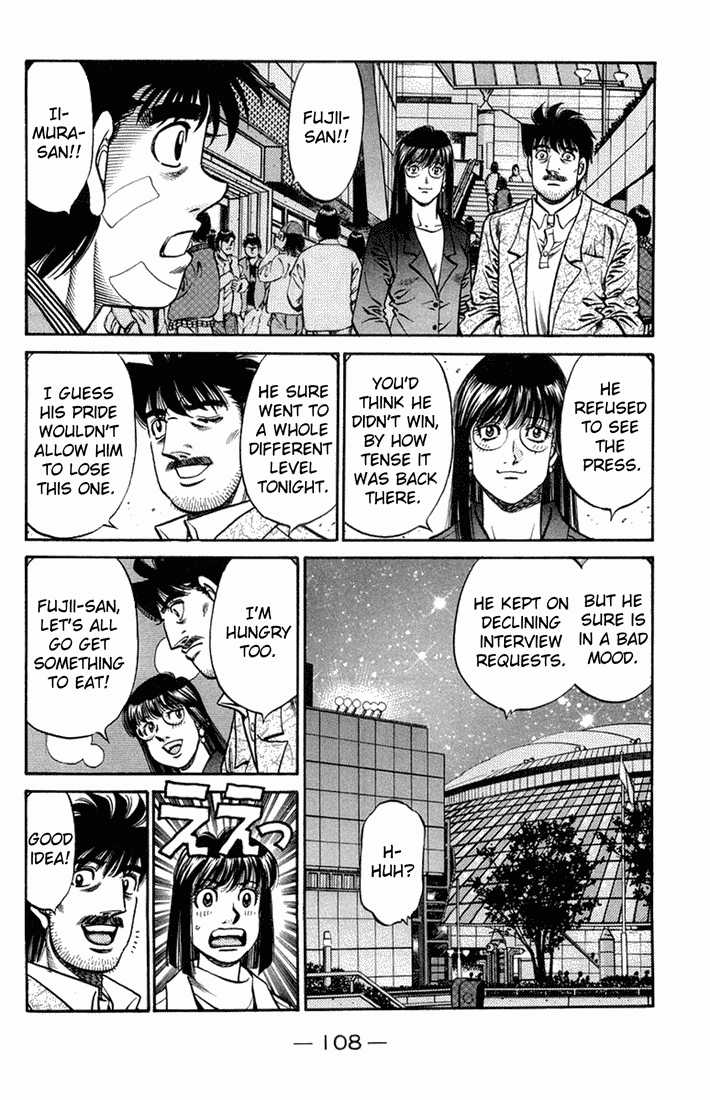 FUJII-
SAN!!
II-
MURA-
SAN!!
HE
REFUSED
TO SEE
THE
PRESS.
YOU'D
THINK HE
DIDN'T WIN,
BY HOW
TENSE IT
WAS BACK
THERE.
HE SURE
WENT TO
A WHOLE
DIFFERENT
LEVEL
TONIGHT.
I GUESS
HIS PRIDE
WOULDN'T
ALLOW HIM
TO LOSE
THIS ONE.
BUT HE
SURE IS
IN A BAD
MOOD.
HE KEPT ON
DECLINING
INTERVIEW
REQUESTS.
H-
HUH?
I'M
HUNGRY
TOO.
FUJII-SAN,
LET'S ALL
GO GET
SOMETHING
TO EAT!
ええっ
GOOD
IDEA!
— 108 —